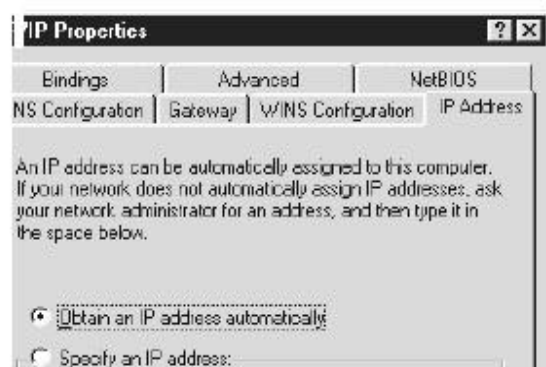 /IP Properties
? X
Bindings Advanced NetBIOS
NS Configuration Gateway WINS Configuration IP Address
An IP address can be automatically assigned to this computer.
If your network does not automatically assign IP addresses, ask
your network administrator for an address, and then type it in
the space below.
Obtain an IP address automatically
Specify an IP address: